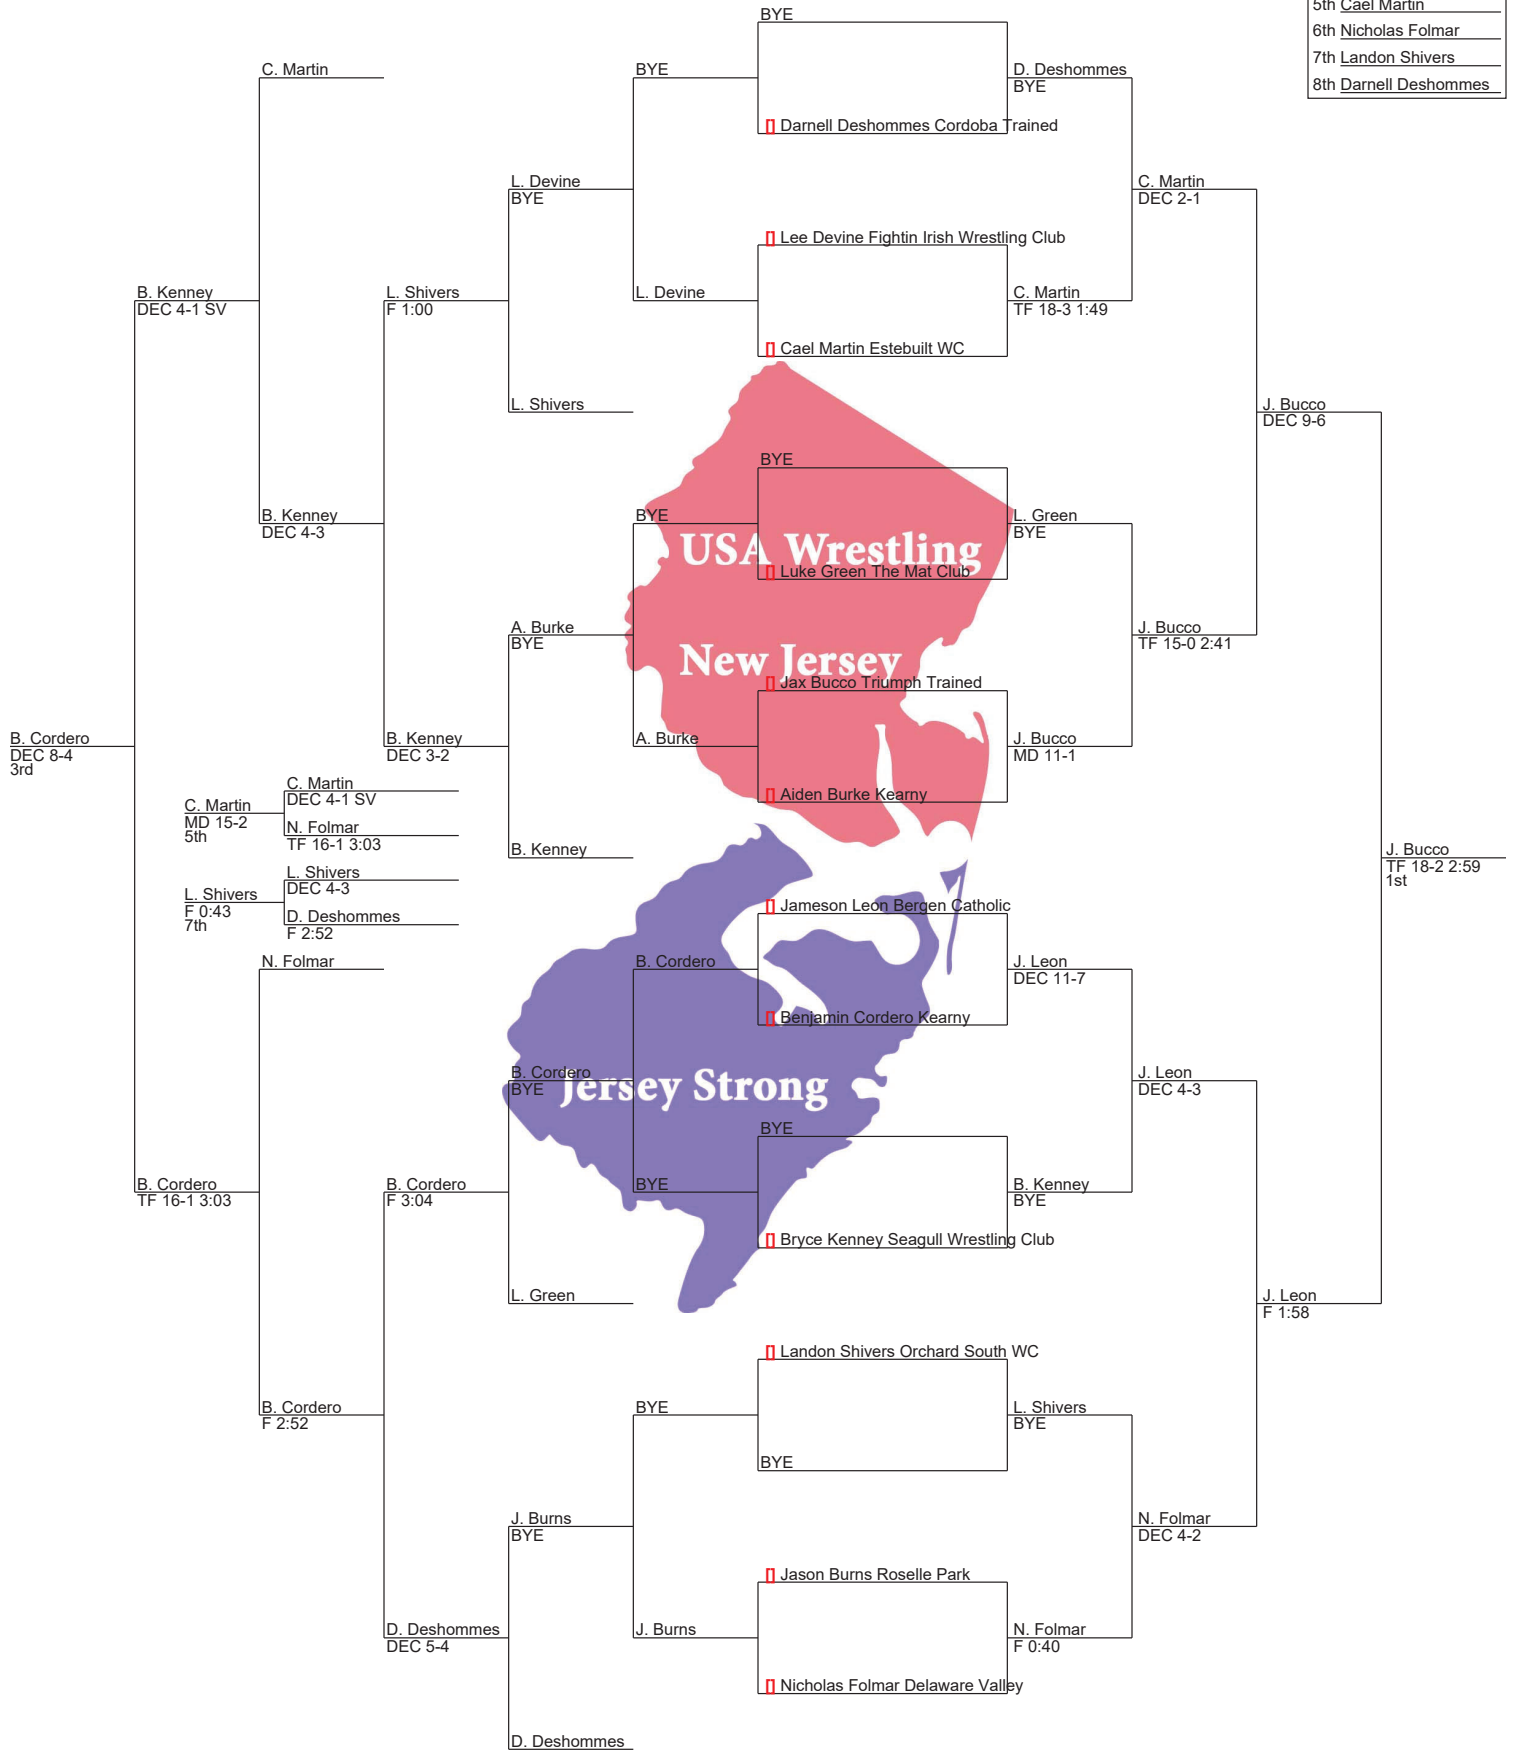 5th Cael Martin
6th Nicholas Folmar
7th Landon Shivers
8th Darnell Deshommes
BYE
C. Martin
BYE
D. Deshommes
BYE
Darnell Deshommes Cordoba Trained
L. Devine
BYE
C. Martin
DEC 2-1
Lee Devine Fightin Irish Wrestling Club
B. Kenney
DEC 4-1 SV
L. Shivers
F 1:00
L. Devine
C. Martin
TF 18-3 1:49
Cael Martin Estebuilt WC
L. Shivers
J. Bucco
DEC 9-6
BYE
B. Kenney
DEC 4-3
BYE
L. Green
BYE
USA Wrestling
Luke Green The Mat Club
A. Burke
BYE
J. Bucco
TF 15-0 2:41
New Jersey
Jax Bucco Triumph Trained
B. Cordero
DEC 8-4
3rd
B. Kenney
DEC 3-2
A. Burke
J. Bucco
MD 11-1
C. Martin
DEC 4-1 SV
Aiden Burke Kearny
C. Martin
MD 15-2
5th
N. Folmar
TF 16-1 3:03
B. Kenney
J. Bucco
TF 18-2 2:59
1st
L. Shivers
DEC 4-3
L. Shivers
F 0:43
7th
D. Deshommes
F 2:52
Jameson Leon Bergen Catholic
N. Folmar
B. Cordero
J. Leon
DEC 11-7
Benjamin Cordero Kearny
B. Cordero
BYE
Jersey Strong
J. Leon
DEC 4-3
BYE
B. Cordero
TF 16-1 3:03
B. Cordero
F 3:04
BYE
B. Kenney
BYE
Bryce Kenney Seagull Wrestling Club
L. Green
J. Leon
F 1:58
Landon Shivers Orchard South WC
B. Cordero
F 2:52
BYE
L. Shivers
BYE
BYE
J. Burns
BYE
N. Folmar
DEC 4-2
Jason Burns Roselle Park
D. Deshommes
DEC 5-4
J. Burns
N. Folmar
F 0:40
Nicholas Folmar Delaware Valley
D. Deshommes